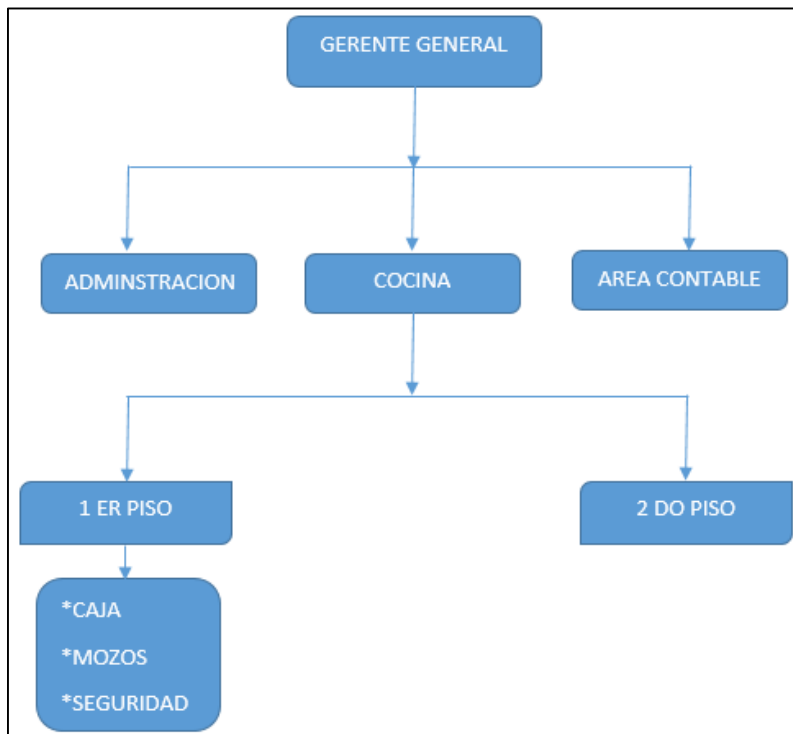 GERENTE GENERAL
ADMINSTRACION
COCINA
AREA CONTABLE
1 ER PISO
2 DO PISO
*CAJA
*MOZOS
*SEGURIDAD